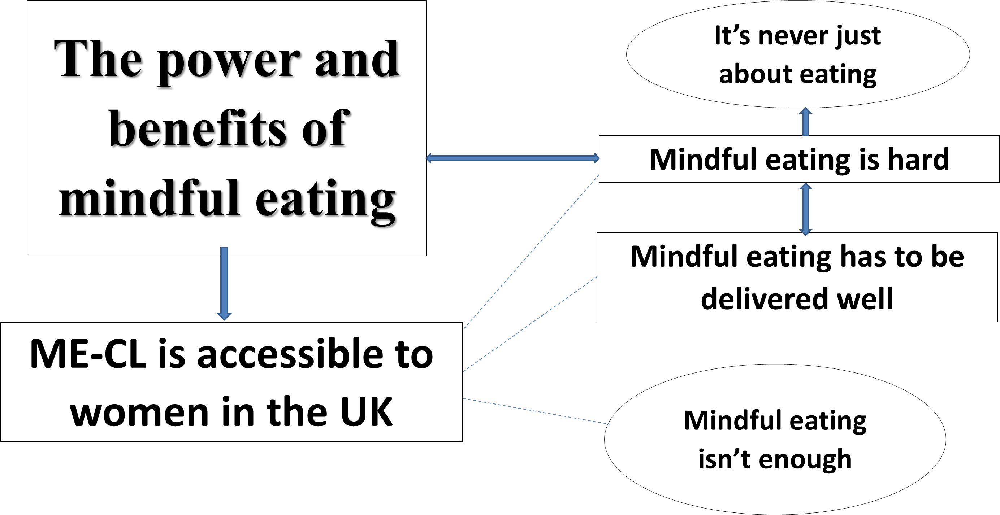 The power and
benefits of
mindful eating
It’s never just
about eating
Mindful eating is hard
Mindful eating has to be
delivered well
ME-CL is accessible to
women in the UK
Mindful eating
isn’t enough